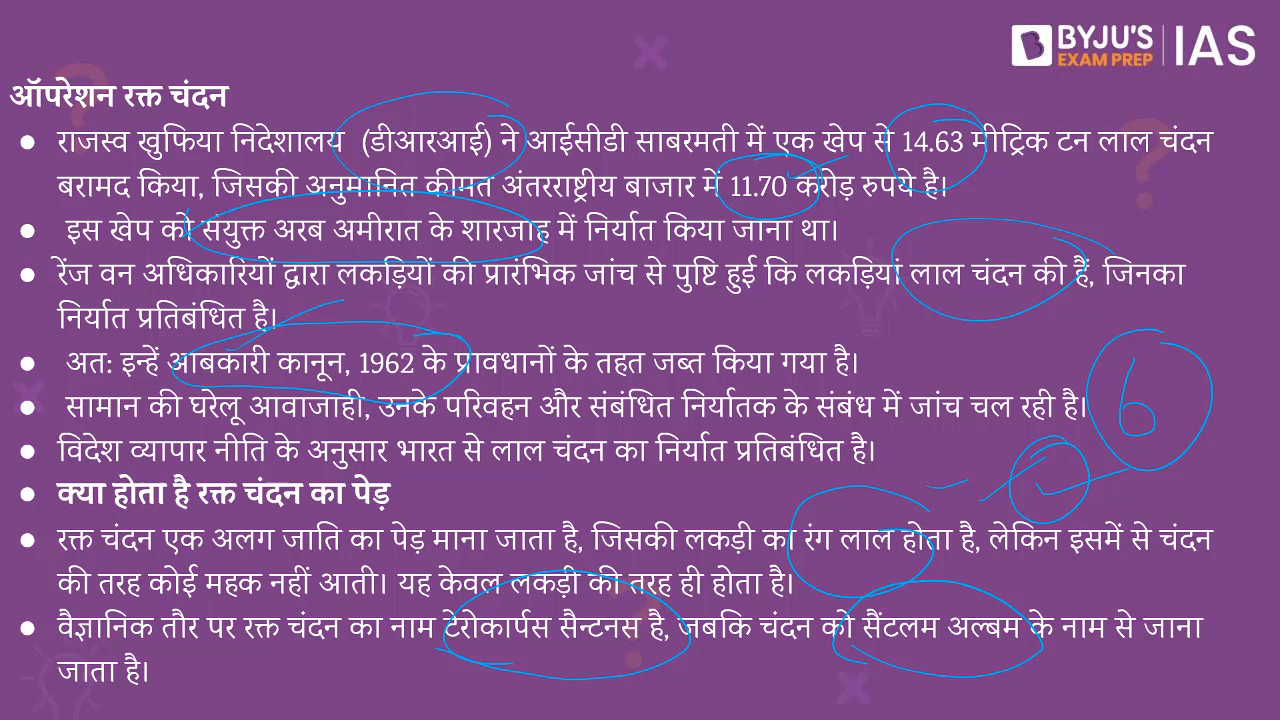 BYJU'S
EXAM PREP
IAS
ऑपरेशन रक्त चंदन
● राजस्व खुफिया निदेशालय (डीआरआई) ने आईसीडी साबरमती में एक खेप से 14.63 मीट्रिक टन लाल चंदन
बरामद किया, जिसकी अनुमानित कीमत अंतरराष्ट्रीय बाजार में 11.70 करोड़ रुपये है।
● इस खेप को संयुक्त अरब अमीरात के शारजाह में निर्यात किया जाना था।
● रेंज वन अधिकारियों द्वारा लकड़ियों की प्रारंभिक जांच से पुष्टि हुई कि लकड़ियां लाल चंदन की हैं, जिनका
निर्यात प्रतिबंधित है।
● अत: इन्हें आबकारी कानून, 1962 के प्रावधानों के तहत जब्त किया गया है।
● सामान की घरेलू आवाजाही, उनके परिवहन और संबंधित निर्यातक के संबंध में जांच चल रही है।
6
● विदेश व्यापार नीति के अनुसार भारत से लाल चंदन का निर्यात प्रतिबंधित है।
● क्या होता है रक्त चंदन का पेड़
● रक्त चंदन एक अलग जाति का पेड़ माना जाता है, जिसकी लकड़ी का रंग लाल होता है, लेकिन इसमें से चंदन
की तरह कोई महक नहीं आती। यह केवल लकड़ी की तरह ही होता है।
● वैज्ञानिक तौर पर रक्त चंदन का नाम टेरोकार्पस सैन्टनस है, जबकि चंदन को सैंटलम अल्बम के नाम से जाना
जाता है।